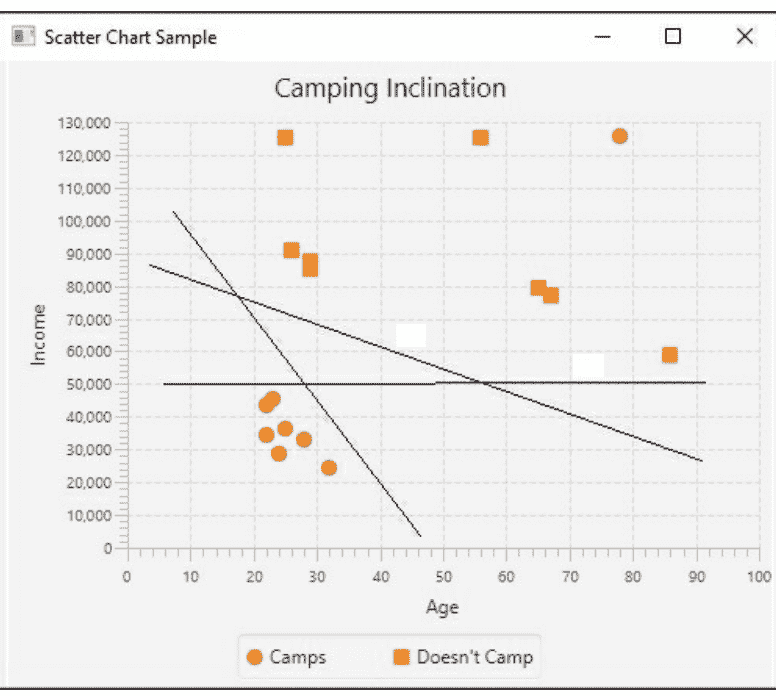 Scatter Chart Sample
Camping Inclination
130,000
120,000
110,000
100,000
90,000
80,000
70,000
60,000
50,000
40,000
30,000
20,000
10,000
0
Income
0 10 20 30 40 50 60 70 80 90 100
Age
Camps Doesn't Camp